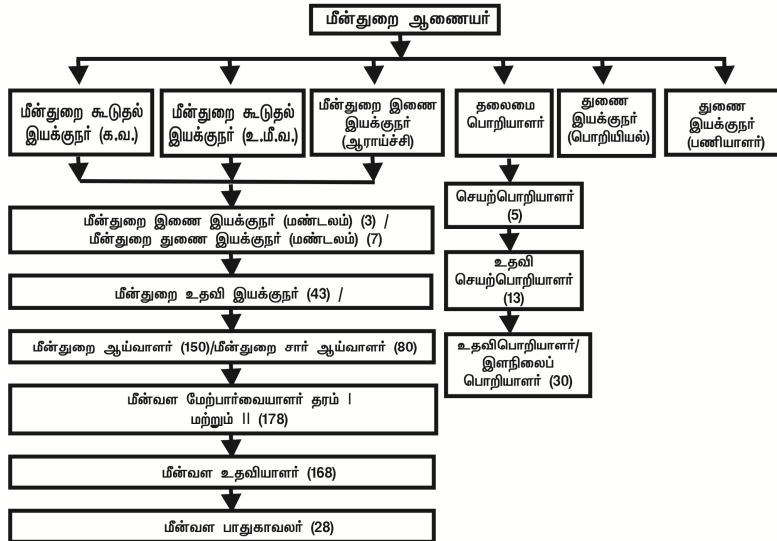 மீன்துறை ஆணையர்
மீன்துறை கூடுதல்
இயக்குநர் (க.வ.)
மீன்துறை கூடுதல்
இயக்குநர் (உ.மீ.வ.)
மீன்துறை இணை
இயக்குநர்
(ஆராய்ச்சி)
தலைமை
பொறியாளர்
துணை
இயக்குநர்
(பொறியியல்)
துணை
இயக்குநர்
(பணியாளர்)
மீன்துறை இணை இயக்குநர் (மண்டலம்) (3) /
மீன்துறை துணை இயக்குநர் (மண்டலம்) (7)
மீன்துறை உதவி இயக்குநர் (43) /
மீன்துறை ஆய்வாளர் (150)/மீன்துறை சார் ஆய்வாளர் (80)
மீன்வள மேற்பார்வையாளர் தரம் I
மற்றும் II (178)
மீன்வள உதவியாளர் (168)
மீன்வள பாதுகாவலர் (28)
செயற்பொறியாளர்
(5)
உதவி
செயற்பொறியாளர்
(13)
உதவிபொறியாளர்/
இளநிலைப்
பொறியாளர் (30)